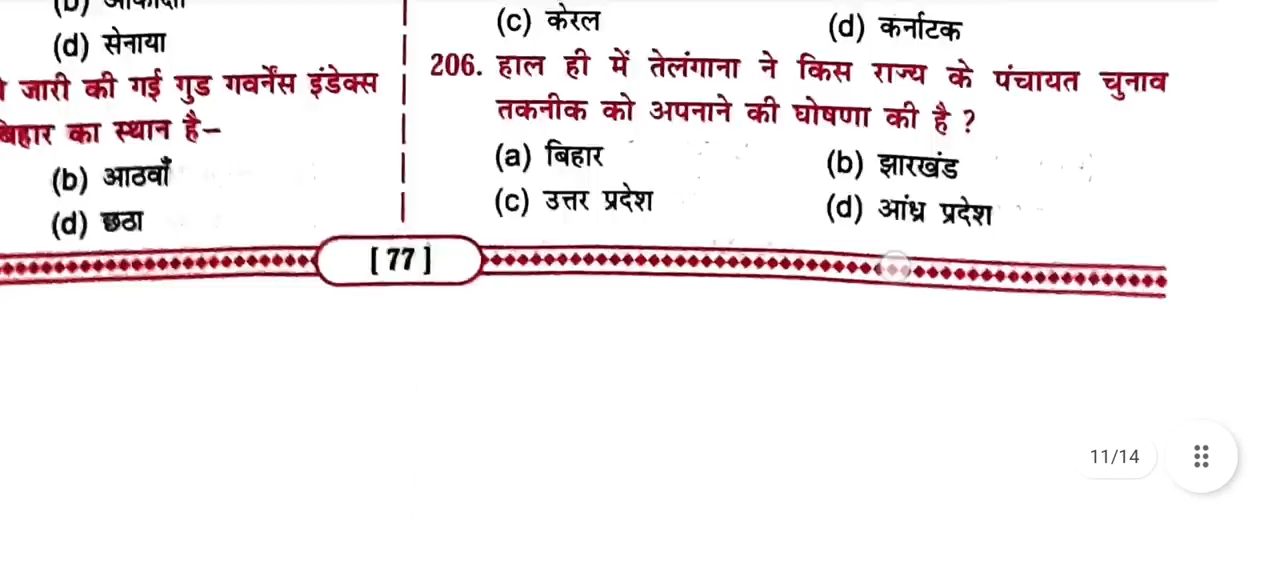 (d) सेनाया
जारी की गई गुड गवर्नेंस इंडेक्स
बिहार का स्थान है–
(b) आठवाँ
(d) छठा
(c) केरल
(d) कर्नाटक
206. हाल ही में तेलंगाना ने किस राज्य के पंचायत चुनाव
तकनीक को अपनाने की घोषणा की है ?
(a) बिहार
(b) झारखंड
(c) उत्तर प्रदेश
(d) आंध्र प्रदेश
[ 77 ]
11/14